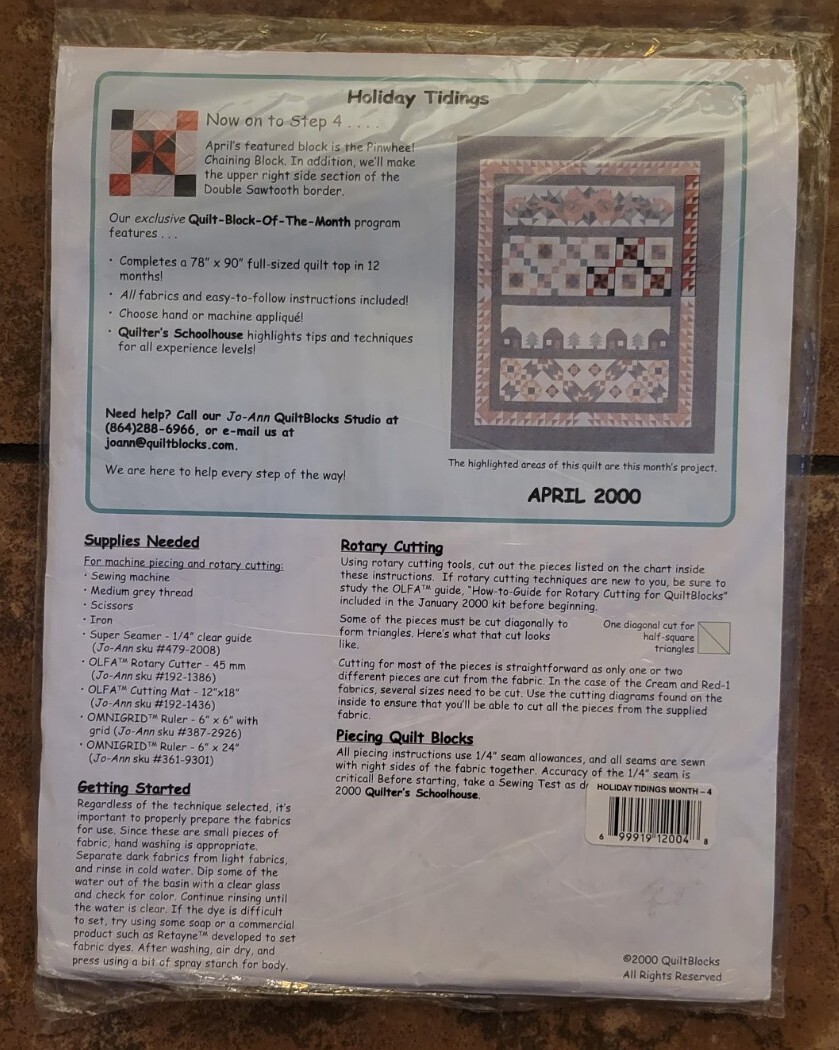 Holiday Tidings
Now on to Step 4 . . . .
April's featured block is the Pinwheel
Chaining Block. In addition, we'll make
the upper right side section of the
Double Sawtooth border.
Our exclusive Quilt-Block-Of-The-Month program
features . . .
· Completes a 78" x 90" full-sized quilt top in 12
months!
· All fabrics and easy-to-follow instructions included!
· Choose hand or machine appliqué!
· Quilter's Schoolhouse highlights tips and techniques
for all experience levels!
Need help? Call our Jo-Ann QuiltBlocks Studio at
(864)288-6966, or e-mail us at
joann@quiltblocks.com.
We are here to help every step of the way!
The highlighted areas of this quilt are this month's project.
APRIL 2000
Supplies Needed
For machine piecing and rotary cutting:
· Sewing machine
· Medium grey thread
· Scissors
· Iron
· Super Seamer - 1/4" clear guide
(Jo-Ann sku #479-2008)
· OLFA™ Rotary Cutter - 45 mm
(Jo-Ann sku #192-1386)
· OLFA™ Cutting Mat - 12"x18"
(Jo-Ann sku #192-1436)
· OMNIGRID™ Ruler - 6" x 6" with
grid (Jo-Ann sku #387-2926)
· OMNIGRID™ Ruler - 6" x 24"
(Jo-Ann sku #361-9301)
Getting Started
Regardless of the technique selected, it's
important to properly prepare the fabrics
for use. Since these are small pieces of
fabric, hand washing is appropriate.
Separate dark fabrics from light fabrics,
and rinse in cold water. Dip some of the
water out of the basin with a clear glass
and check for color. Continue rinsing until
the water is clear. If the dye is difficult
to set, try using some soap or a commercial
product such as Retayne™ developed to set
fabric dyes. After washing, air dry, and
press using a bit of spray starch for body.
Rotary Cutting
Using rotary cutting tools, cut out the pieces listed on the chart inside
these instructions. If rotary cutting techniques are new to you, be sure to
study the OLFA™ guide, "How-to-Guide for Rotary Cutting for QuiltBlocks"
included in the January 2000 kit before beginning.
Some of the pieces must be cut diagonally to
form triangles. Here's what that cut looks
like.
One diagonal cut for
half-square
triangles
Cutting for most of the pieces is straightforward as only one or two
different pieces are cut from the fabric. In the case of the Cream and Red-1
fabrics, several sizes need to be cut. Use the cutting diagrams found on the
inside to ensure that you'll be able to cut all the pieces from the supplied
fabric.
Piecing Quilt Blocks
All piecing instructions use 1/4" seam allowances, and all seams are sewn
with right sides of the fabric together. Accuracy of the 1/4" seam is
critical! Before starting, take a Sewing Test as
2000 Quilter's Schoolhouse.
HOLIDAY TIDINGS MONTH – 4
6 99919 12004 8
©2000 QuiltBlocks
All Rights Reserved